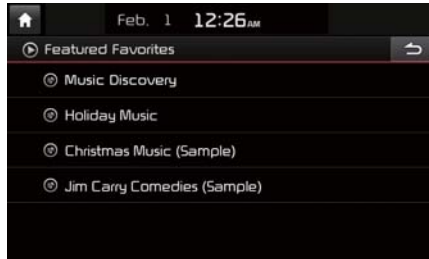 Feb. 1 12:26AM
Featured Favorites
Music Discovery
Holiday Music
Christmas Music (Sample)
Jim Carry Comedies (Sample)